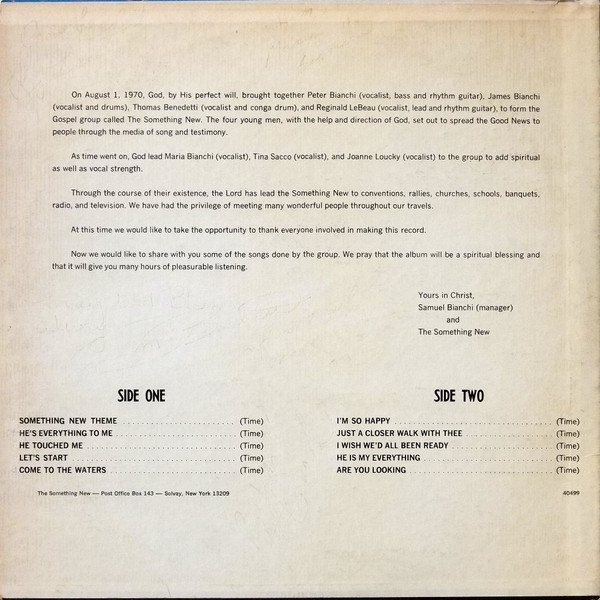 On August 1, 1970, God, by His perfect will, brought together Peter Bianchi (vocalist, bass and rhythm guitar), James Bianchi
(vocalist and drums), Thomas Benedetti (vocalist and conga drum), and Reginald LeBeau (vocalist, lead and rhythm guitar), to form the
Gospel group called The Something New. The four young men, with the help and direction of God, set out to spread the Good News to
people through the media of song and testimony.
As time went on, God lead Maria Bianchi (vocalist), Tina Sacco (vocalist), and Joanne Loucky (vocalist) to the group to add spiritual
as well as vocal strength.
Through the course of their existence, the Lord has lead the Something New to conventions, rallies, churches, schools, banquets,
radio, and television. We have had the privilege of meeting many wonderful people throughout our travels.
At this time we would like to take the opportunity to thank everyone involved in making this record.
Now we would like to share with you some of the songs done by the group. We pray that the album will be a spiritual blessing and
that it will give you many hours of pleasurable listening.
Yours in Christ,
Samuel Bianchi (manager)
and
The Something New
SIDE ONE
SOMETHING NEW THEME (Time)
HE'S EVERYTHING TO ME (Time)
HE TOUCHED ME (Time)
LET'S START (Time)
COME TO THE WATERS (Time)
SIDE TWO
I'M SO HAPPY (Time)
JUST A CLOSER WALK WITH THEE (Time)
I WISH WE'D ALL BEEN READY (Time)
HE IS MY EVERYTHING (Time)
ARE YOU LOOKING (Time)
The Something New — Post Office Box 143 — Solvay, New York 13209
40499